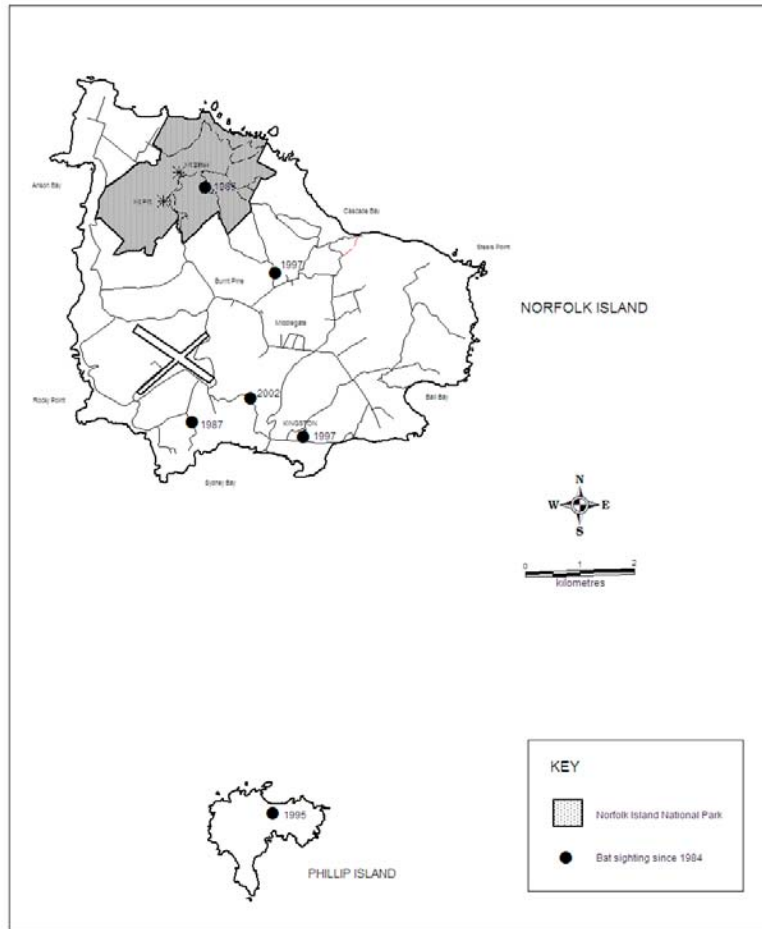 Anson Bay
Cascade Bay
Steels Point
1997
Burnt Pine
NORFOLK ISLAND
Middlegate
2002
Rocky Point
Ball Bay
1987
KINGSTON
1997
Sydney Bay
N
W E
S
0 1 2
kilometres
KEY
Norfolk Island National Park
1995
Bat sighting since 1984
PHILLIP ISLAND